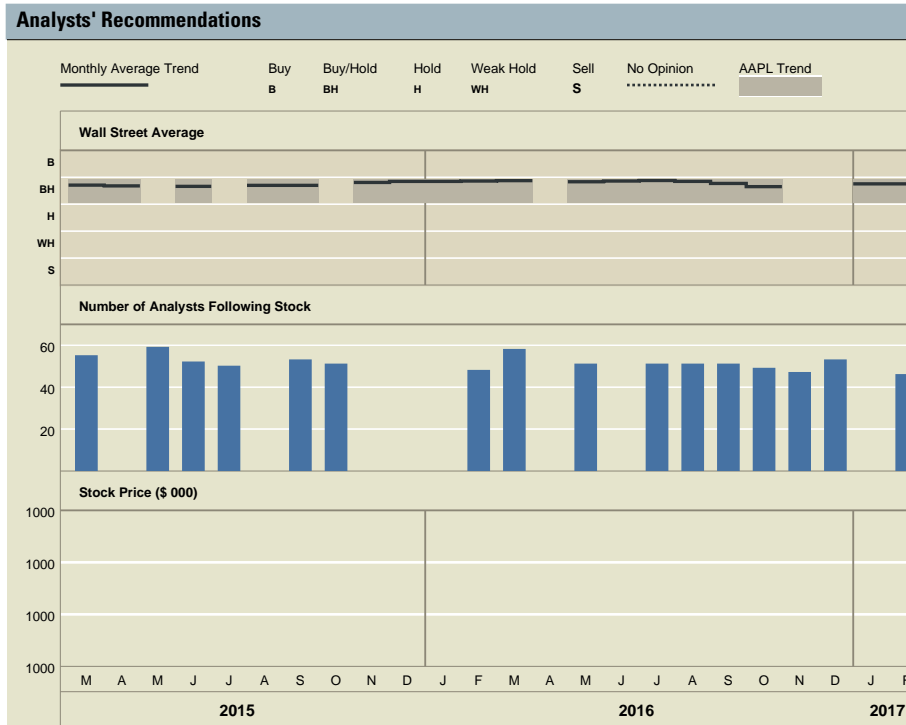 Analysts' Recommendations
Monthly Average Trend Buy Buy/Hold Hold Weak Hold Sell No Opinion AAPL Trend
B BH H WH S
Wall Street Average
B
BH
H
WH
S
Number of Analysts Following Stock
60
40
20
Stock Price ($ 000)
1000
1000
1000
1000
M A M J J A S O N D J F M A M J J A S O N D J F
2015 2016 2017